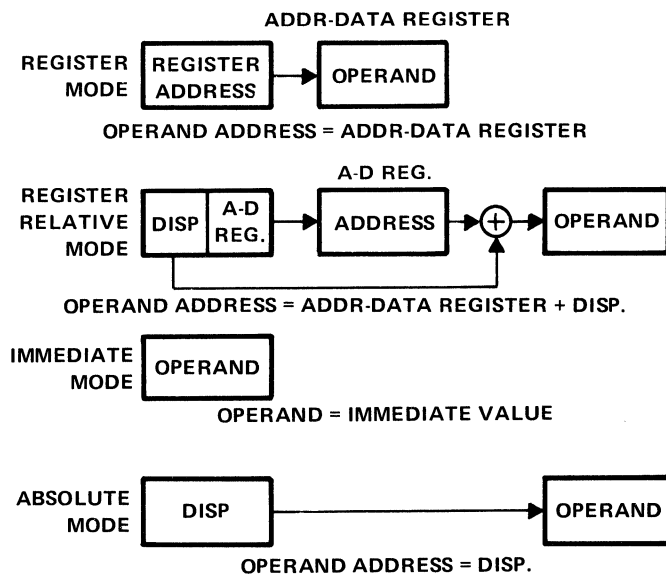 ADDR-DATA REGISTER
REGISTER
MODE
REGISTER
ADDRESS
OPERAND
OPERAND ADDRESS = ADDR-DATA REGISTER
REGISTER
RELATIVE
MODE
DISP
A-D
REG.
A-D REG.
ADDRESS
+
OPERAND
OPERAND ADDRESS = ADDR-DATA REGISTER + DISP.
IMMEDIATE
MODE
OPERAND
OPERAND = IMMEDIATE VALUE
ABSOLUTE
MODE
DISP
OPERAND
OPERAND ADDRESS = DISP.